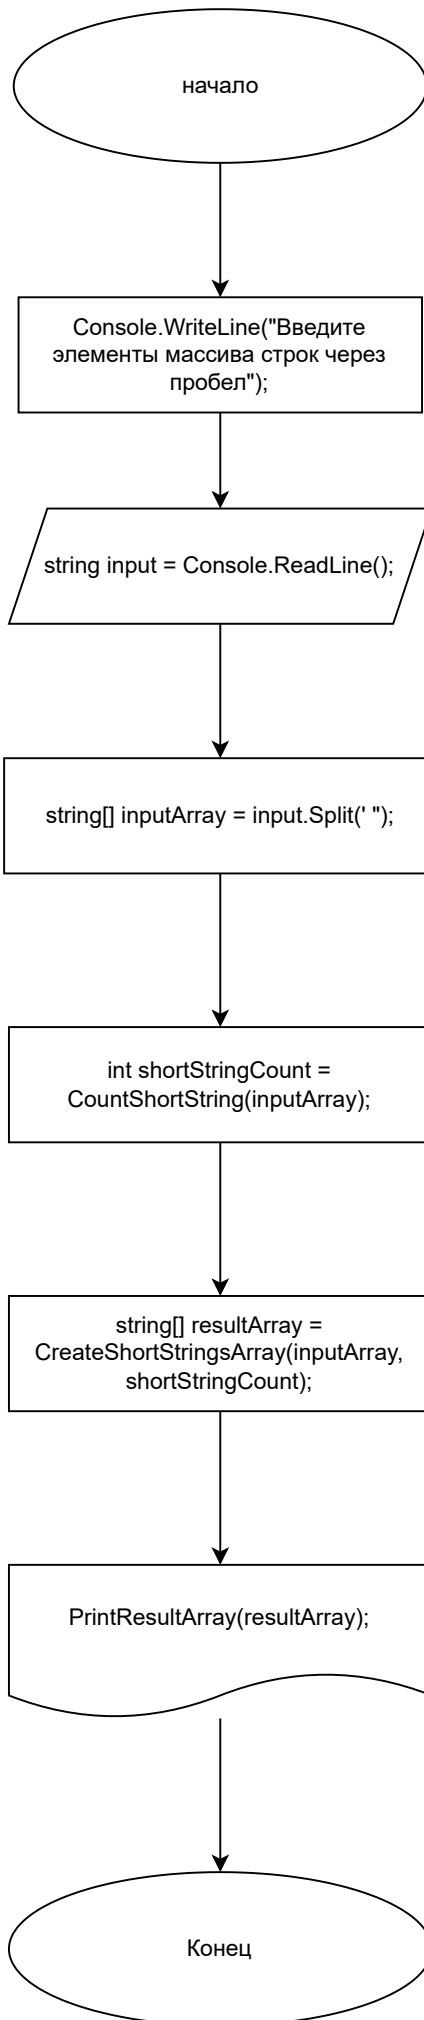 начало
Console.WriteLine("Введите
элементы массива строк через
пробел");
string input = Console.ReadLine();
string[] inputArray = input.Split(' ");
int shortStringCount =
CountShortString(inputArray);
string[] resultArray =
CreateShortStringsArray(inputArray,
shortStringCount);
PrintResultArray(resultArray);
Конец